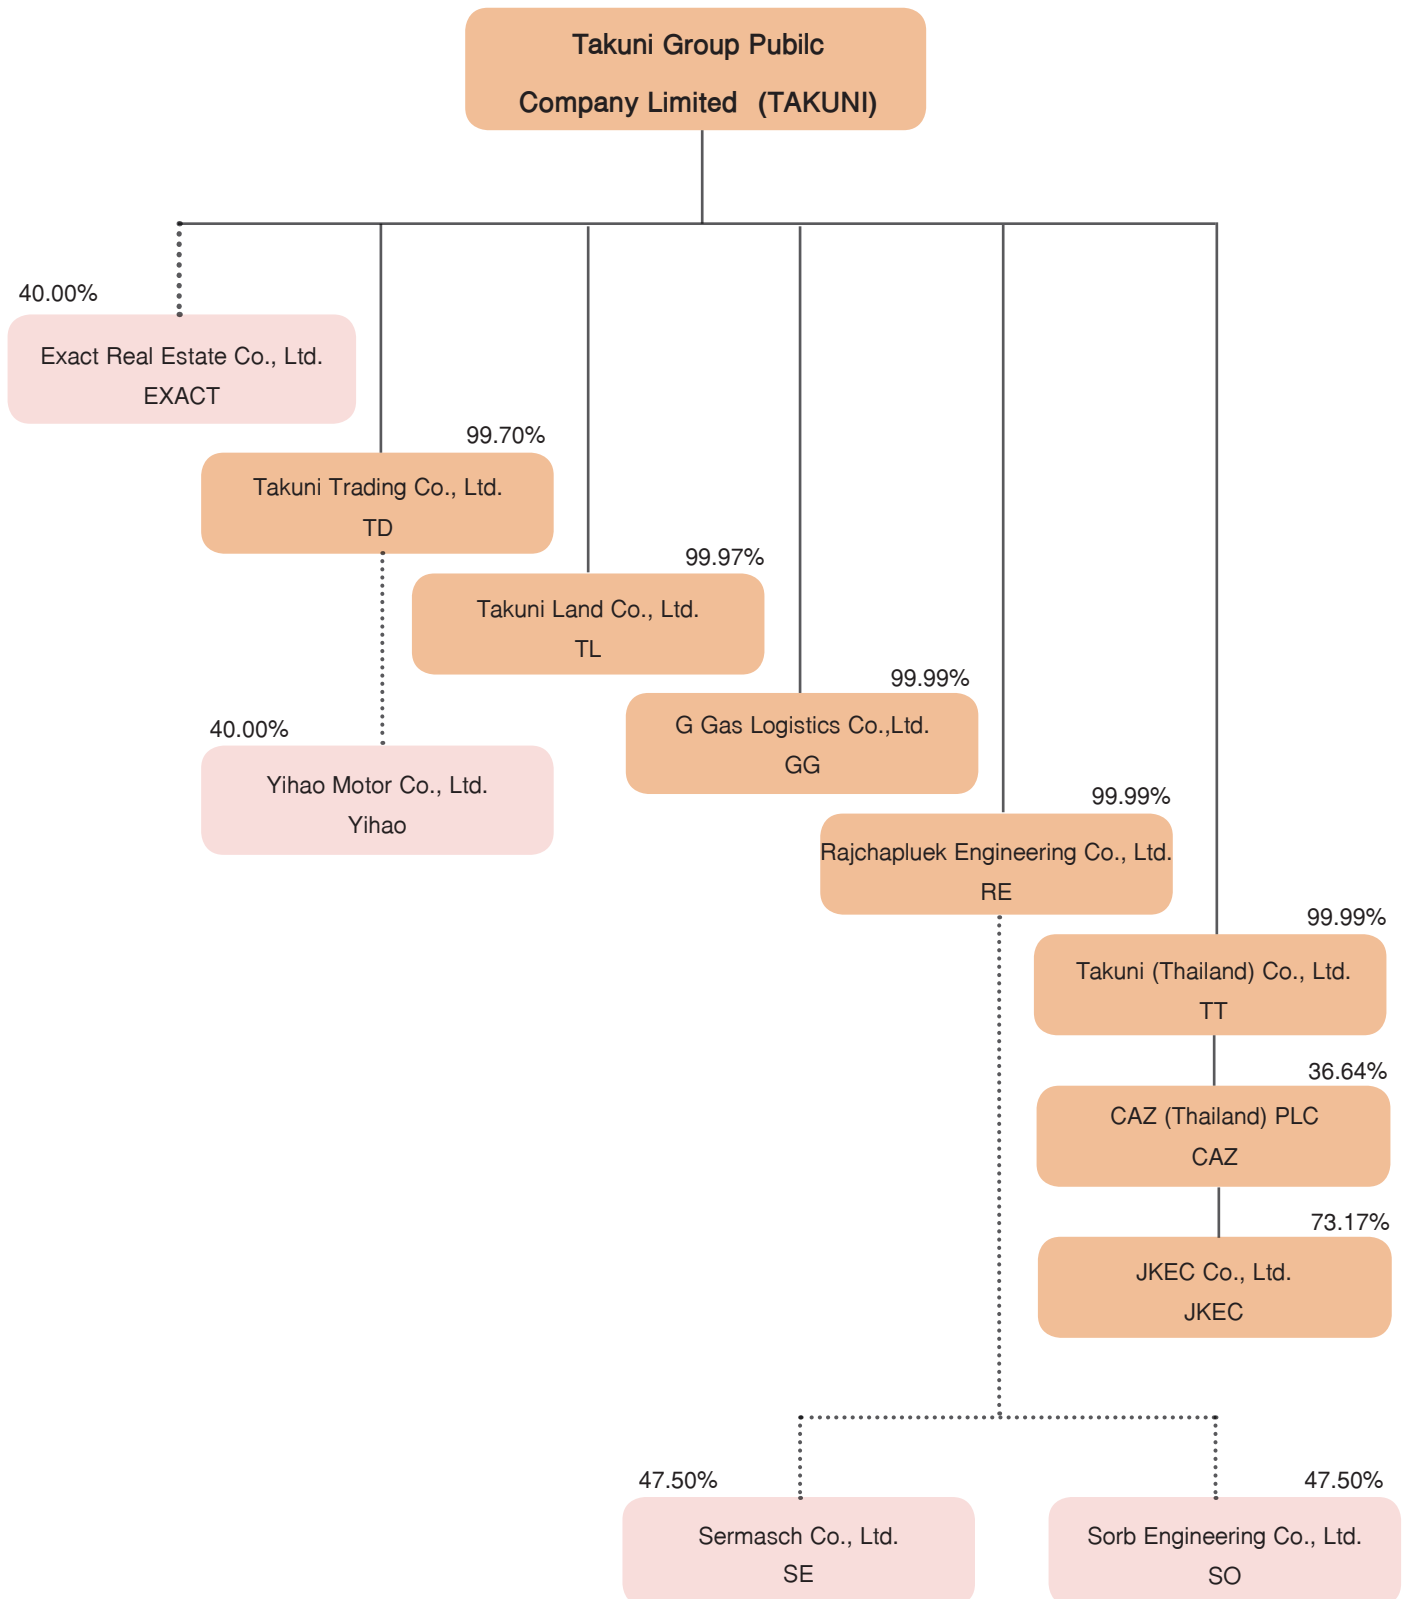 Takuni Group Pubilc
Company Limited (TAKUNI)
40.00%
Exact Real Estate Co., Ltd.
EXACT
99.70%
Takuni Trading Co., Ltd.
TD
99.97%
Takuni Land Co., Ltd.
TL
99.99%
G Gas Logistics Co.,Ltd.
GG
40.00%
Yihao Motor Co., Ltd.
Yihao
99.99%
Rajchapluek Engineering Co., Ltd.
RE
99.99%
Takuni (Thailand) Co., Ltd.
TT
36.64%
CAZ (Thailand) PLC
CAZ
73.17%
JKEC Co., Ltd.
JKEC
47.50%
Sermasch Co., Ltd.
SE
47.50%
Sorb Engineering Co., Ltd.
SO